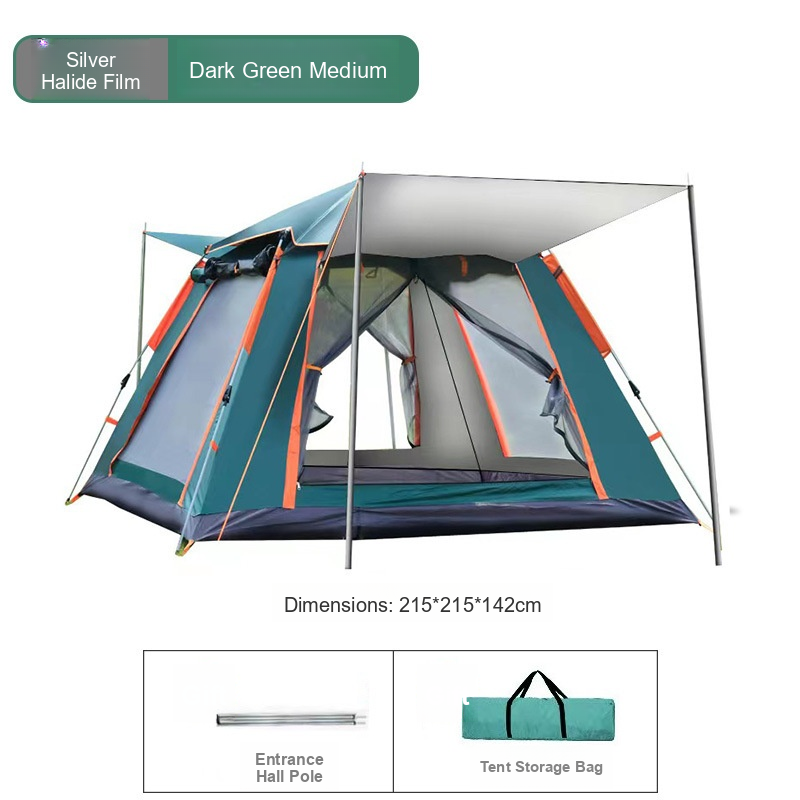 Silver
Halide Film
Dark Green Medium
Dimensions: 215*215*142cm
Entrance
Hall Pole
Tent Storage Bag